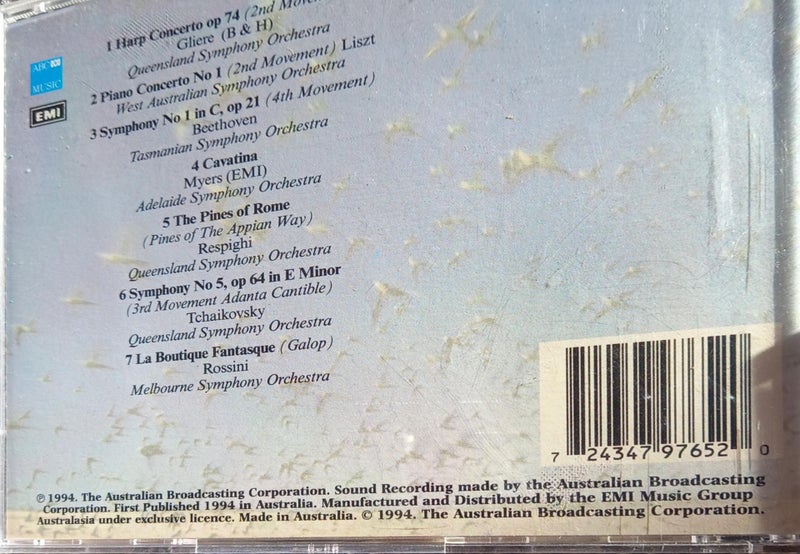 1 Harp Concerto op 74 (2nd
Gliere (B & H)
Queensland Symphony Orchestra
2 Piano Concerto No 1 (2nd Movement) Liszt
West Australian Symphony Orchestra
3 Symphony No 1 in C, op 21 (4th Movement)
Beethoven
Tasmanian Symphony Orchestra
4 Cavatina
Myers (EMI)
Adelaide Symphony Orchestra
5 The Pines of Rome
(Pines of The Appian Way)
Respighi
Queensland Symphony Orchestra
6 Symphony No 5, op 64 in E Minor
(3rd Movement Adanta Cantible)
Tchaikovsky
Queensland Symphony Orchestra
7 La Boutique Fantasque (Galop)
Rossini
Melbourne Symphony Orchestra
ABC
MUSIC
EMI
7 24347 97652 0
℗ 1994. The Australian Broadcasting Corporation. Sound Recording made by the Australian Broadcasting
Corporation. First Published 1994 in Australia. Manufactured and Distributed by the EMI Music Group
Australasia under exclusive licence. Made in Australia. © 1994. The Australian Broadcasting Corporation.